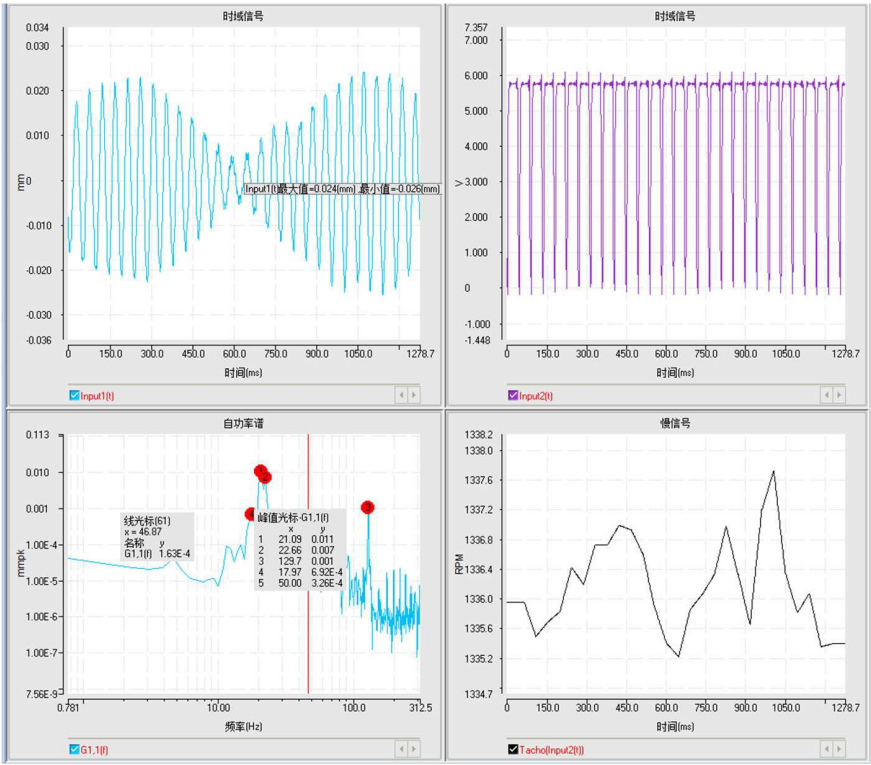 时域信号
0.034
0.030
0.020
0.010
0
-0.010
-0.020
-0.030
-0.036
mm
Input1(t)最大值=0.024(mm) ,最小值=-0.026(mm)
0 150.0 300.0 450.0 600.0 750.0 900.0 1050.0 1278.7
时间(ms)
Input1(t)
时域信号
7.357
7.000
6.000
5.000
4.000
3.000
2.000
1.000
0
-1.000
-1.448
V
0 150.0 300.0 450.0 600.0 750.0 900.0 1050.0 1278.7
时间(ms)
Input2(t)
自功率谱
0.113
0.010
0.001
1.00E-4
1.00E-5
1.00E-6
1.00E-7
7.56E-9
mmpk
线光标(61)
x = 46.87
名称 y
G1,1(f) 1.63E-4
1
2
3
4
峰值光标-G1,1(f)
x y
1 21.09 0.011
2 22.66 0.007
3 129.7 0.001
4 17.97 6.92E-4
5 50.00 3.26E-4
0.781 10.00 100.0 312.5
频率(Hz)
G1,1(f)
慢信号
1338.2
1338.0
1337.6
1337.2
1336.8
1336.4
1336.0
1335.6
1335.2
1334.7
RPM
0 150.0 300.0 450.0 600.0 750.0 900.0 1050.0 1278.7
时间(ms)
Tacho(Input2(t))